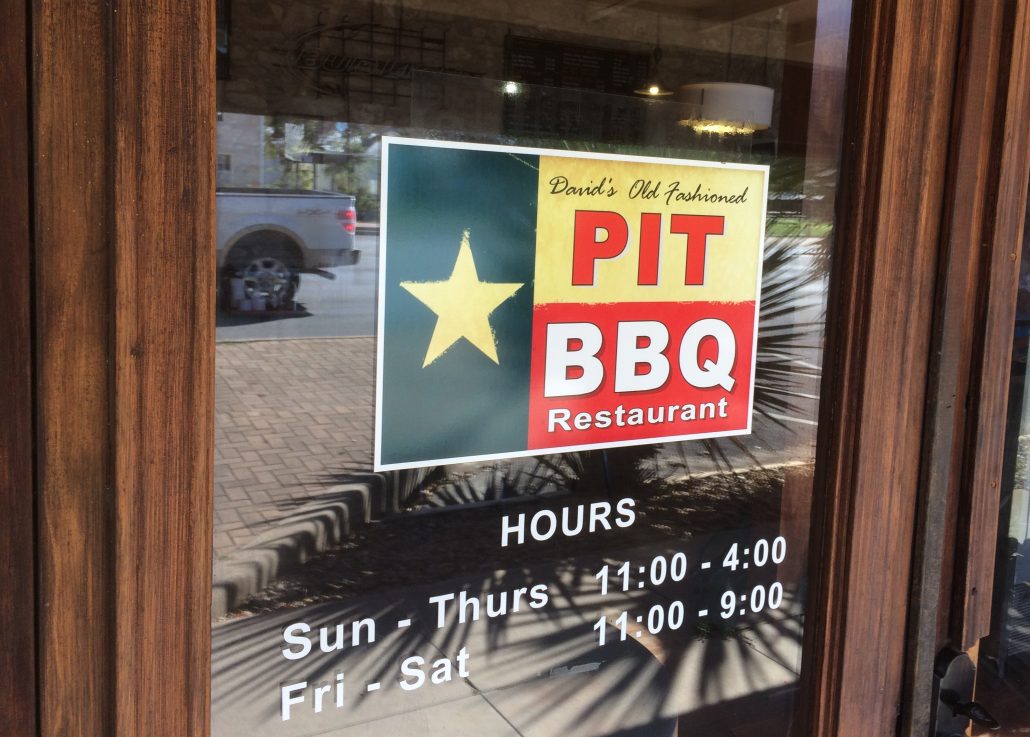 David's Old Fashioned
PIT
BBQ
Restaurant
HOURS
Sun - Thurs 11:00 - 4:00
Fri - Sat 11:00 - 9:00